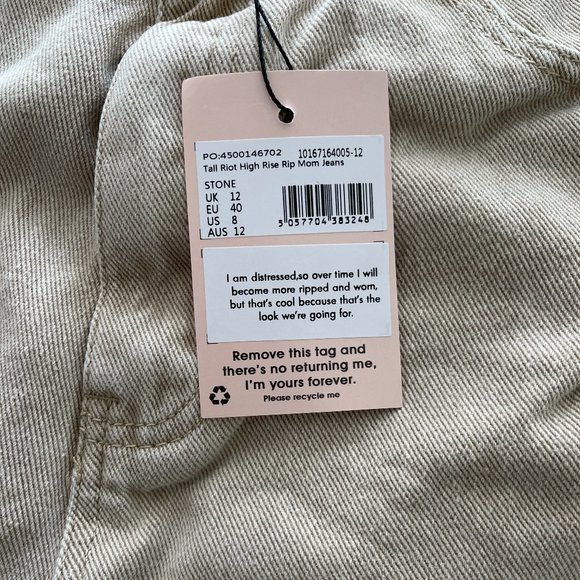 PO:4500146702 10167164005-12
Tall Riot High Rise Rip Mom Jeans
STONE
UK 12
EU 40
US 8
AUS 12
5 057704 383248
I am distressed,so over time I will
become more ripped and worn,
but that's cool because that's the
look we're going for.
Remove this tag and
there's no returning me,
I'm yours forever.
Please recycle me